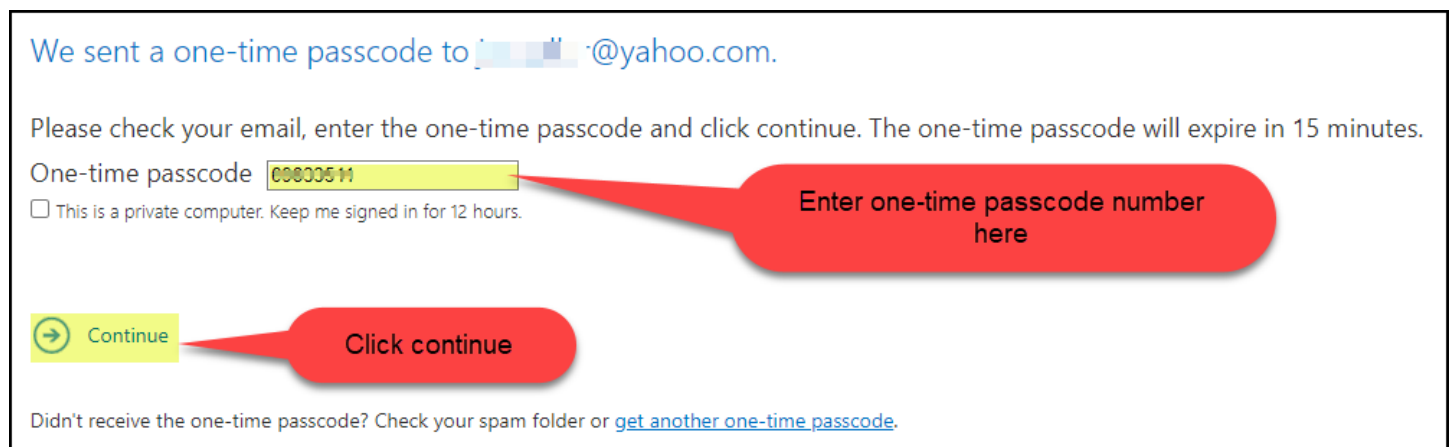 We sent a one-time passcode to @yahoo.com.
Please check your email, enter the one-time passcode and click continue. The one-time passcode will expire in 15 minutes.
One-time passcode
Enter one-time passcode number
here
This is a private computer. Keep me signed in for 12 hours.
Continue
Click continue
Didn't receive the one-time passcode? Check your spam folder or get another one-time passcode.